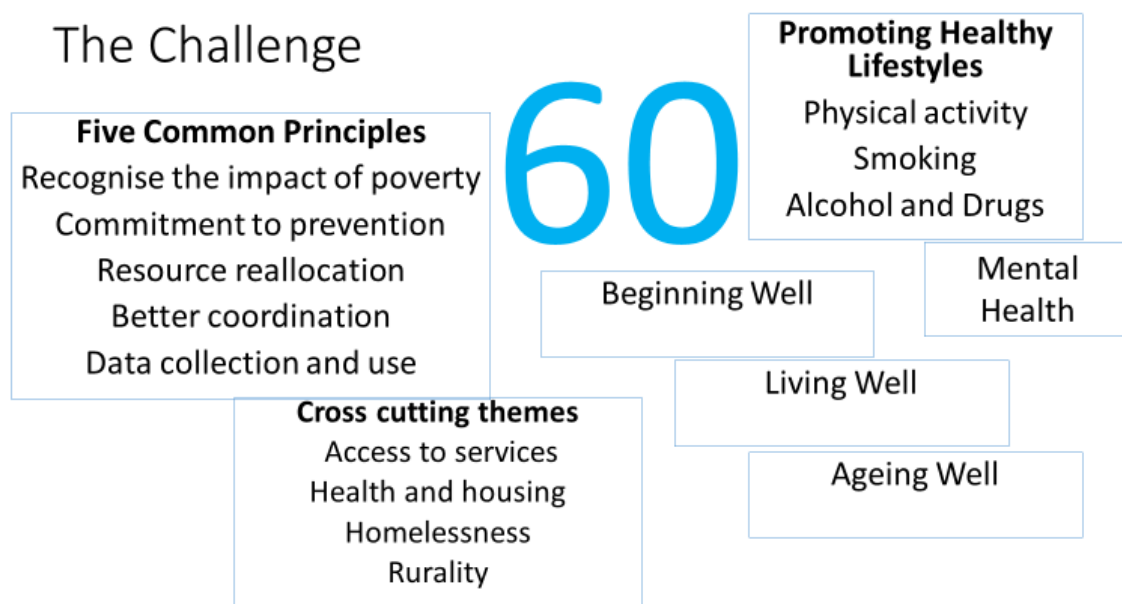 The Challenge
Five Common Principles
Recognise the impact of poverty
Commitment to prevention
Resource reallocation
Better coordination
Data collection and use
60
Promoting Healthy
Lifestyles
Physical activity
Smoking
Alcohol and Drugs
Mental
Health
Beginning Well
Living Well
Ageing Well
Cross cutting themes
Access to services
Health and housing
Homelessness
Rurality